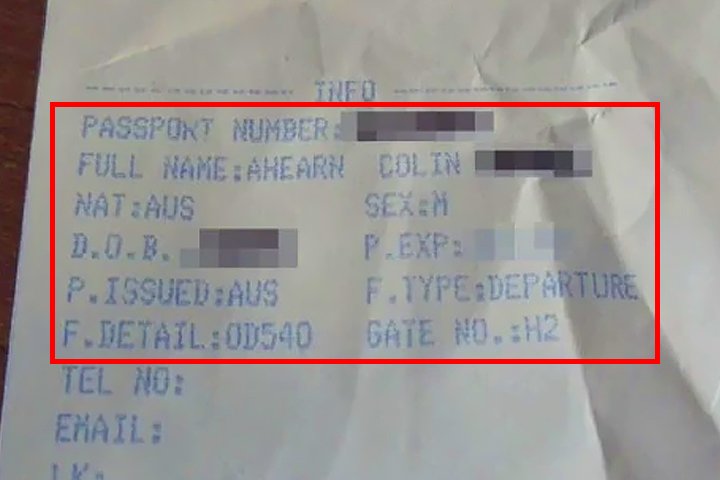 INFO
PASSPORT NUMBER:
FULL NAME:AHEARN COLIN
NAT:AUS SEX:M
D.O.B. P.EXP:
P.ISSUED:AUS F.TYPE:DEPARTURE
F.DETAIL:OD540 GATE NO.:H2
TEL NO:
EMAIL: